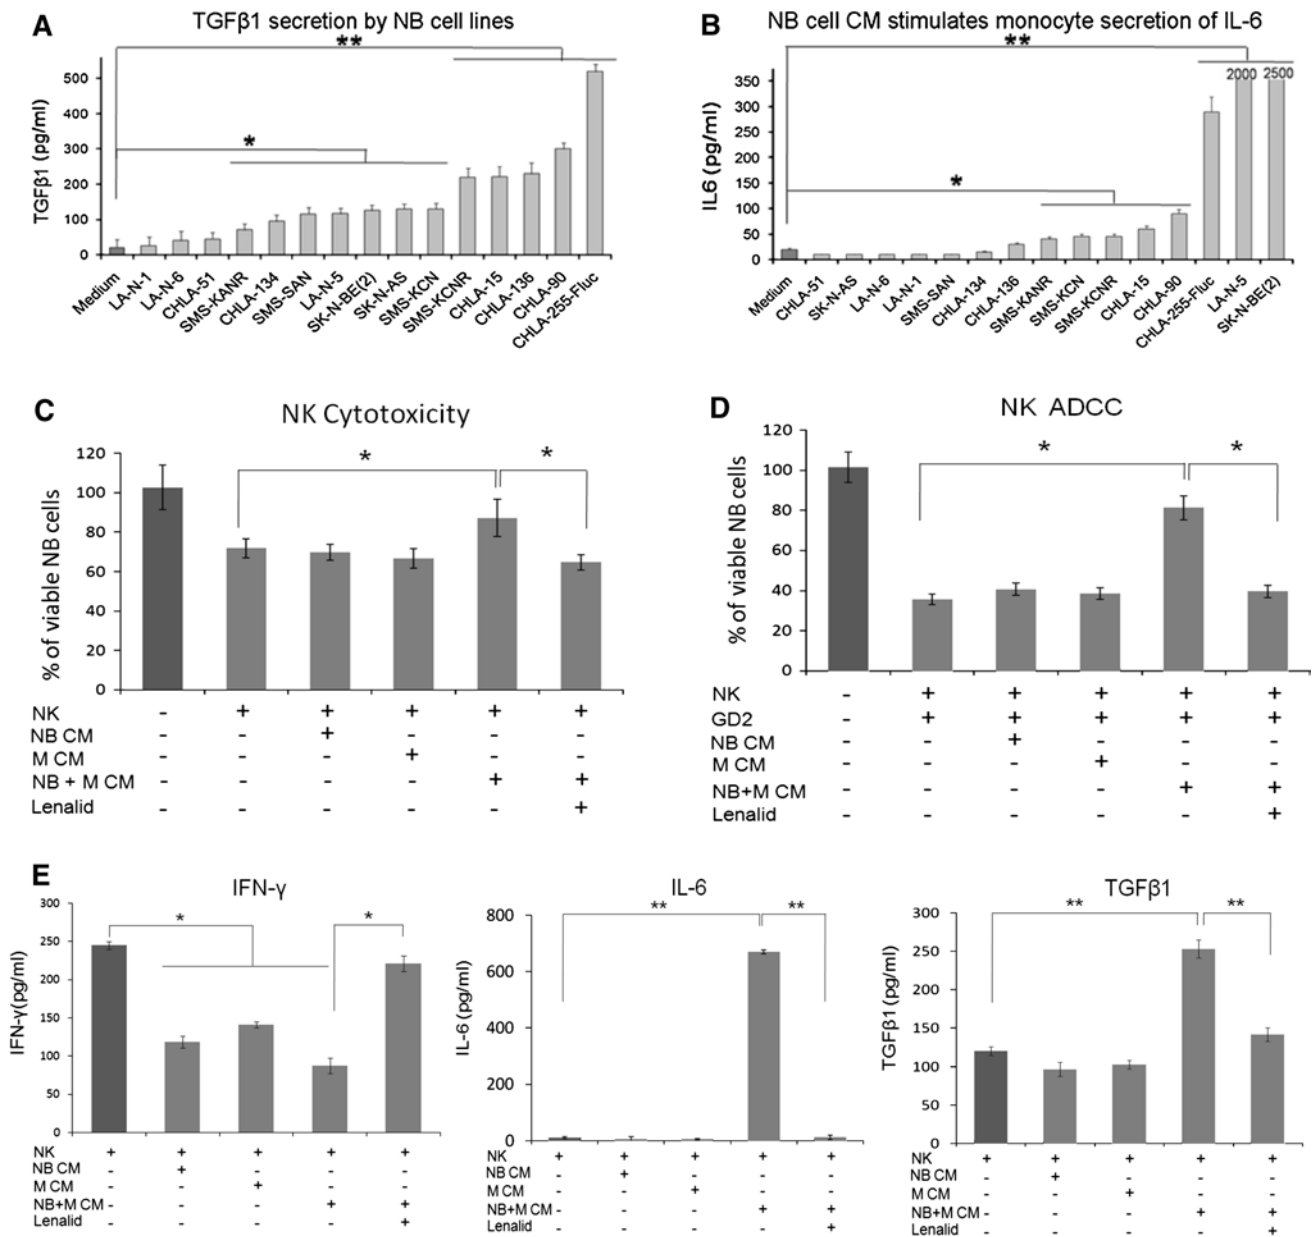 A
TGFβ1 secretion by NB cell lines
**
*
TGFβ1 (pg/ml)
500
400
300
200
100
0
Medium
LA-N-1
LA-N-6
CHLA-51
SMS-KANR
CHLA-134
SMS-SAN
LA-N-5
SK-N-BE(2)
SK-N-AS
SMS-KCN
SMS-KCNR
CHLA-15
CHLA-136
CHLA-90
CHLA-255-Fluc
B
NB cell CM stimulates monocyte secretion of IL-6
**
2000 2500
*
IL6 (pg/ml)
350
300
250
200
150
100
50
0
Medium
CHLA-51
SK-N-AS
LA-N-6
LA-N-1
SMS-SAN
CHLA-134
CHLA-136
SMS-KANR
SMS-KCN
SMS-KCNR
CHLA-15
CHLA-90
CHLA-255-Fluc
LA-N-5
SK-N-BE(2)
C
NK Cytotoxicity
* *
% of viable NB cells
120
100
80
60
40
20
0
NK - + + + + +
NB CM - - + - - -
M CM - - - + - -
NB + M CM - - - - + +
Lenalid - - - - - +
D
NK ADCC
* *
% of viable NB cells
120
100
80
60
40
20
0
NK - + + + + +
GD2 - + + + + +
NB CM - - + - - -
M CM - - - + - -
NB+M CM - - - - + +
Lenalid - - - - - +
E
IFN-γ
* *
IFN-γ(pg/ml)
300
250
200
150
100
50
0
NK + + + + +
NB CM - + - - -
M CM - - + - -
NB+M CM - - - + +
Lenalid - - - - +
IL-6
** **
IL-6 (pg/ml)
800
600
400
200
0
NK + + + + +
NB CM - + - - -
M CM - - + - -
NB+M CM - - - + +
Lenalid - - - - +
TGFβ1
** **
TGFβ1 (pg/ml)
300
250
200
150
100
50
0
NK + + + + +
NB CM - + - - -
M CM - - + - -
NB+M CM - - - + +
Lenalid - - - - +